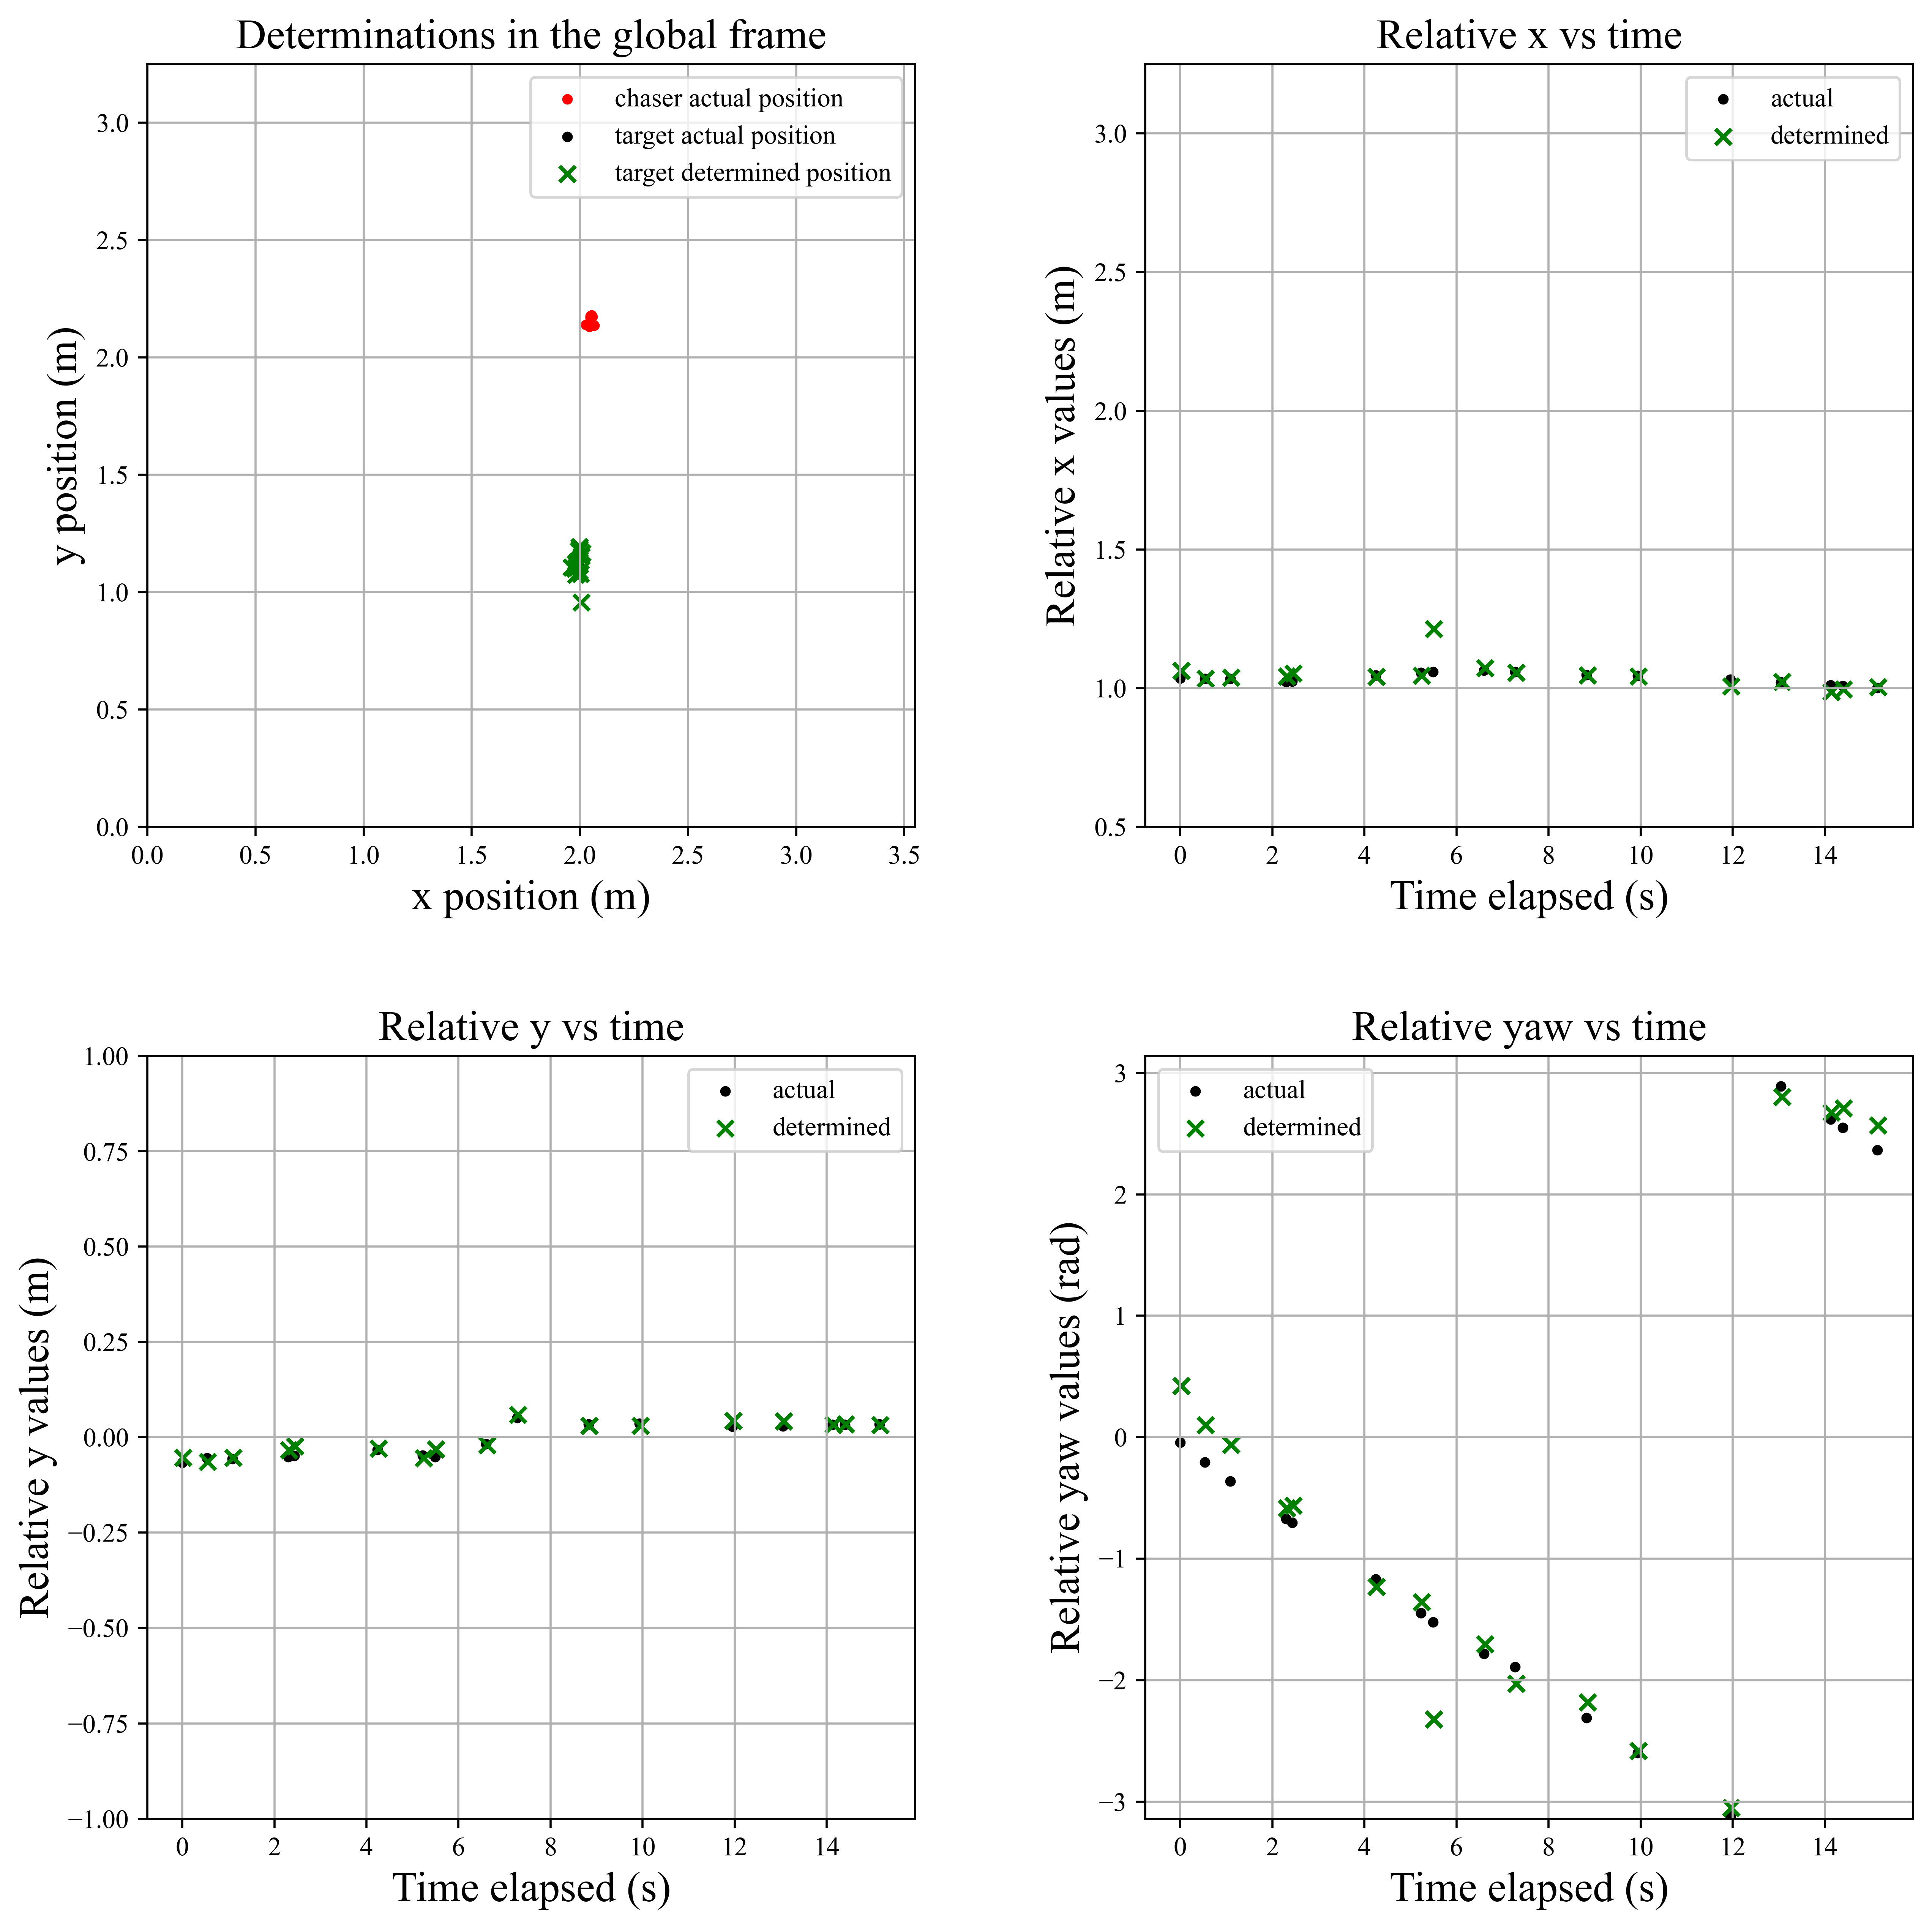 Determinations in the global frame
chaser actual position
target actual position
target determined position
3.0
2.5
2.0
1.5
1.0
0.5
0.0
y position (m)
0.0 0.5 1.0 1.5 2.0 2.5 3.0 3.5
x position (m)
Relative x vs time
actual
determined
3.0
2.5
2.0
1.5
1.0
0.5
Relative x values (m)
0 2 4 6 8 10 12 14
Time elapsed (s)
Relative y vs time
actual
determined
1.00
0.75
0.50
0.25
0.00
−0.25
−0.50
−0.75
−1.00
Relative y values (m)
0 2 4 6 8 10 12 14
Time elapsed (s)
Relative yaw vs time
actual
determined
3
2
1
0
−1
−2
−3
Relative yaw values (rad)
0 2 4 6 8 10 12 14
Time elapsed (s)